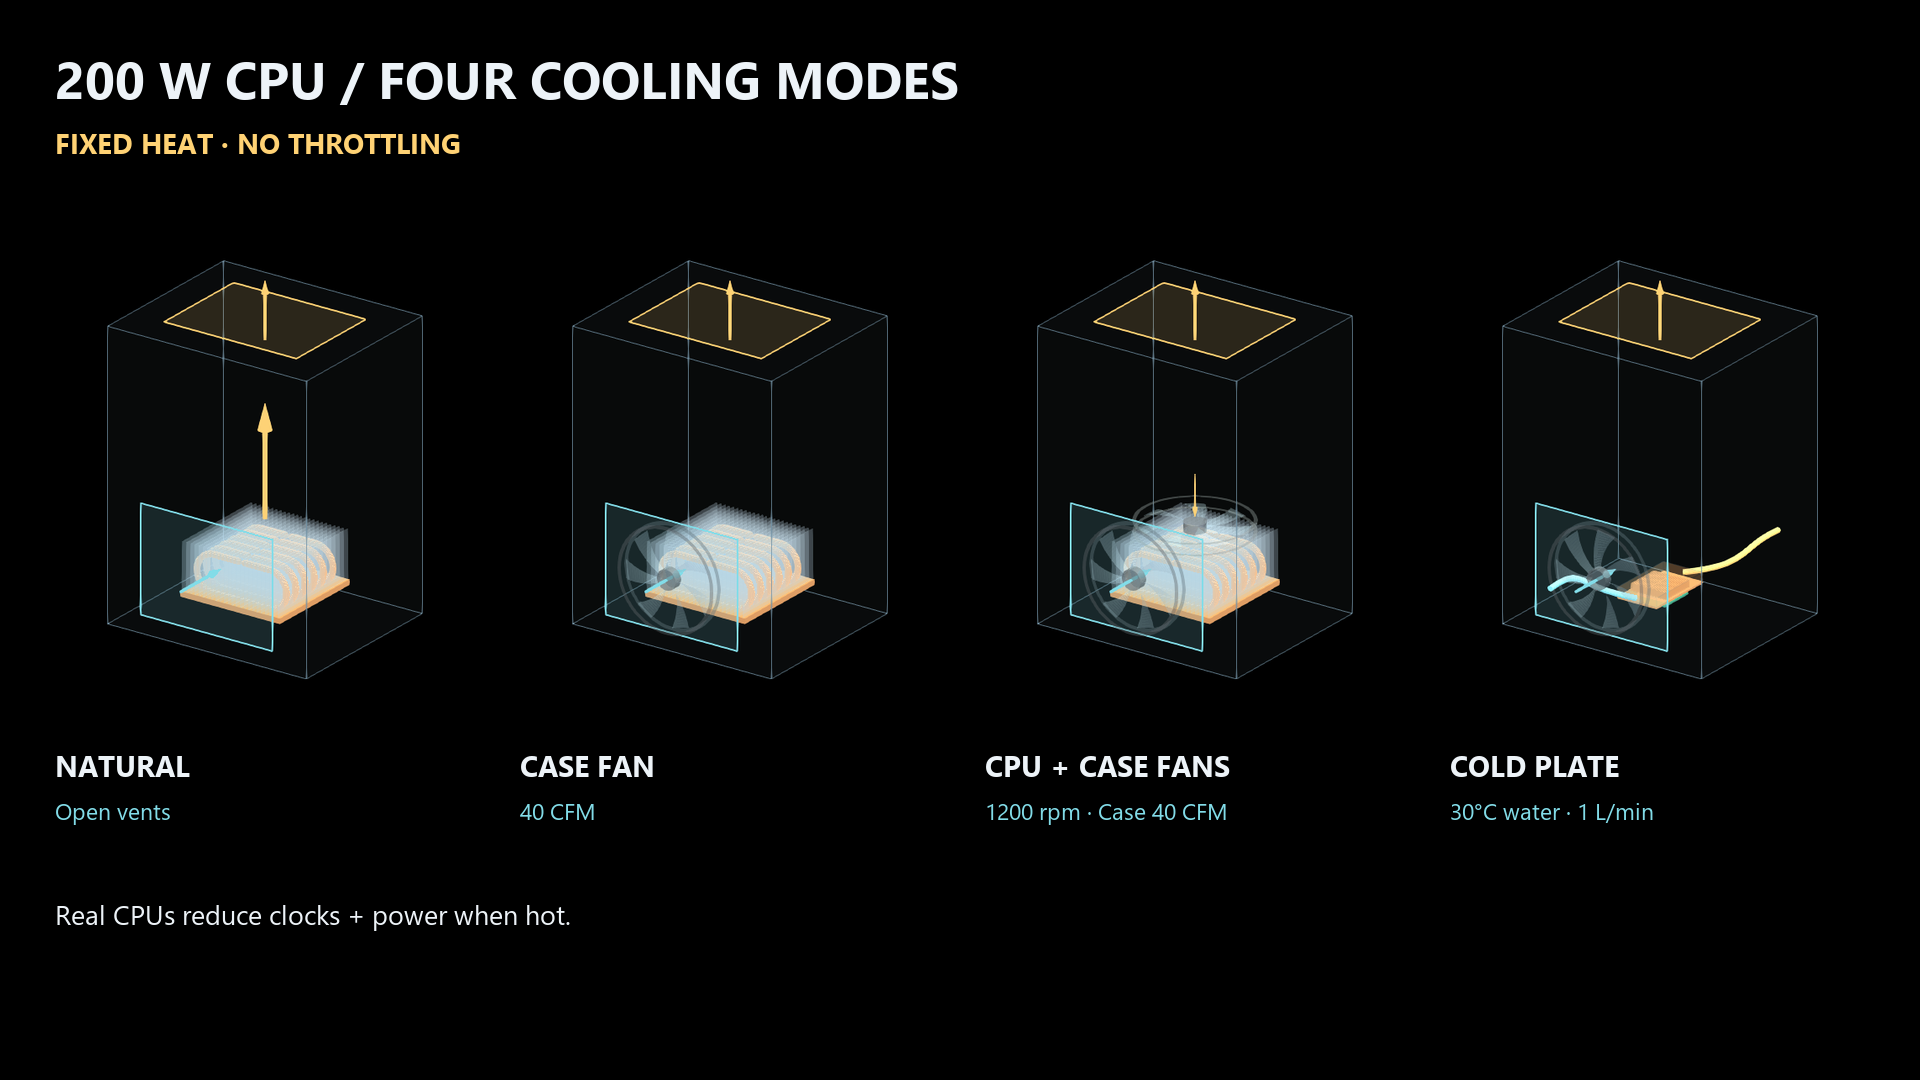 200 W CPU / FOUR COOLING MODES
FIXED HEAT · NO THROTTLING
NATURAL
Open vents
CASE FAN
40 CFM
CPU + CASE FANS
1200 rpm · Case 40 CFM
COLD PLATE
30°C water · 1 L/min
Real CPUs reduce clocks + power when hot.